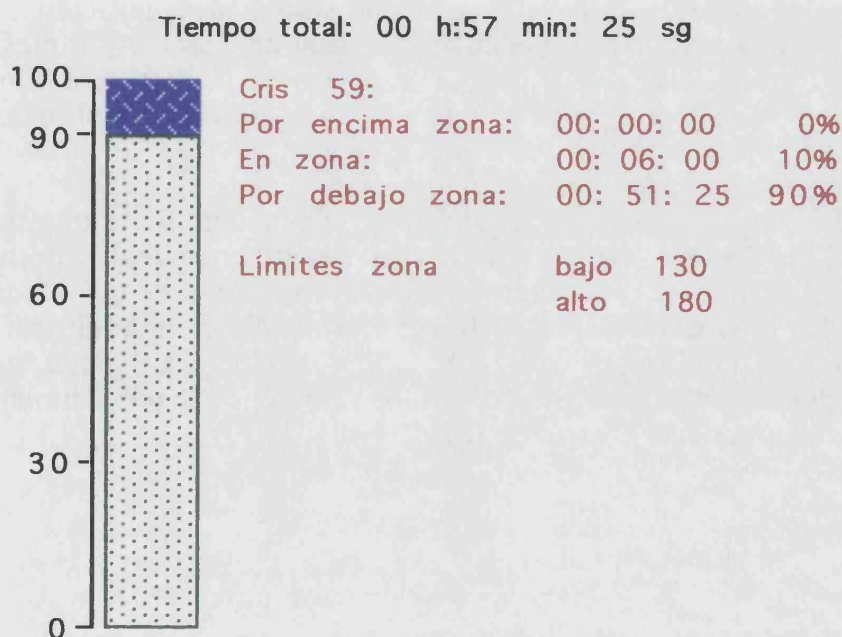 Tiempo total: 00 h:57 min: 25 sg
100
90
60
30
0
Cris 59:
Por encima zona: 00: 00: 00 0%
En zona: 00: 06: 00 10%
Por debajo zona: 00: 51: 25 90%
Límites zona bajo 130
alto 180